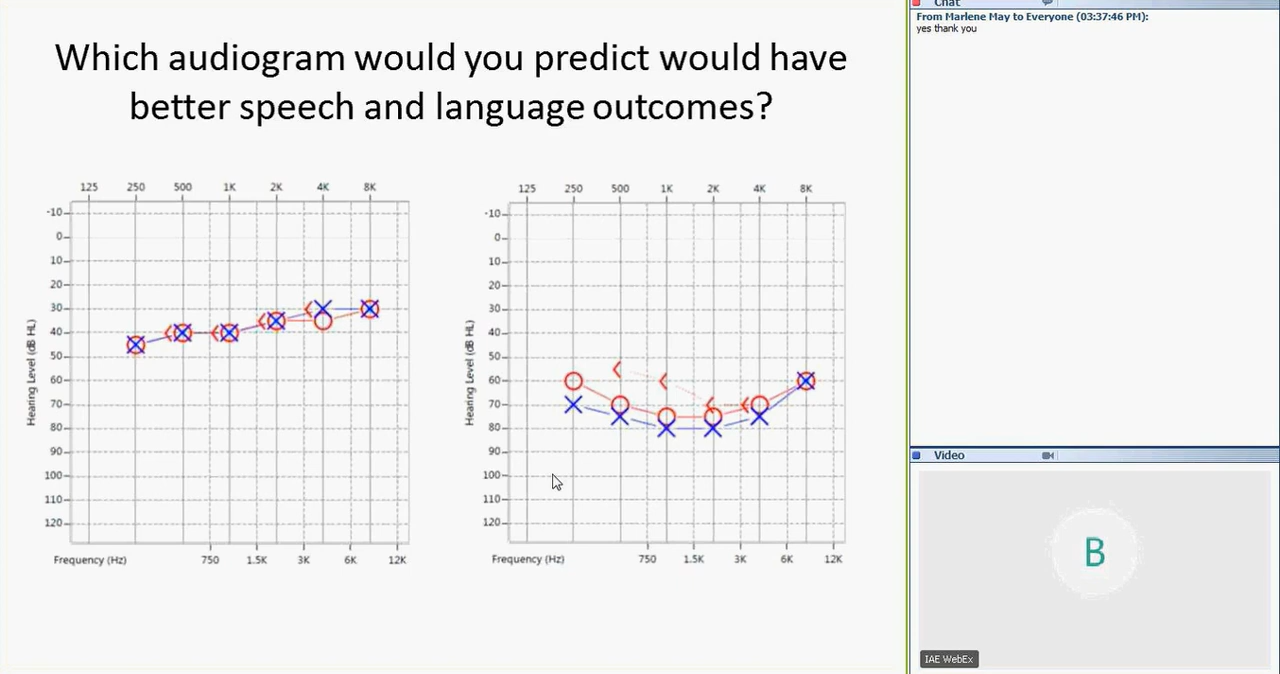 Which audiogram would you predict would have
better speech and language outcomes?
125 250 500 1K 2K 4K 8K
-10
0
10
20
30
40
50
60
70
80
90
100
110
120
Hearing Level (dB HL)
Frequency (Hz) 750 1.5K 3K 6K 12K
125 250 500 1K 2K 4K 8K
-10
0
10
20
30
40
50
60
70
80
90
100
110
120
Hearing Level (dB HL)
Frequency (Hz) 750 1.5K 3K 6K 12K
Chat
From Marlene May to Everyone (03:37:46 PM):
yes thank you
Video
B
IAE WebEx